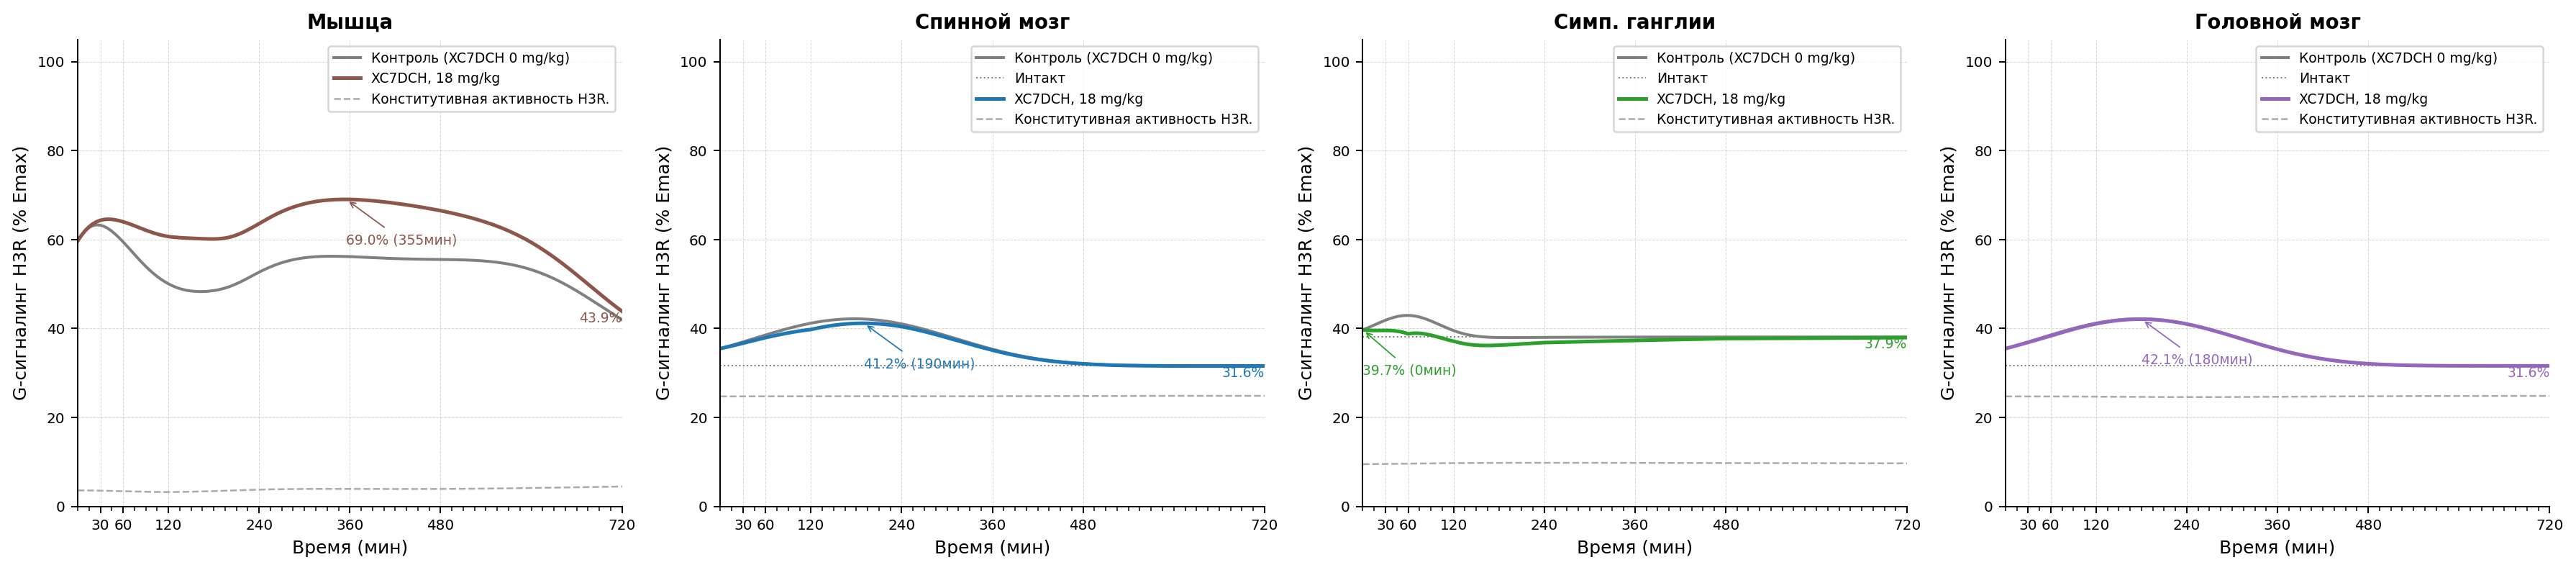 Мышца
G-сигналинг H3R (% Emax)
100
80
60
40
20
0
Контроль (XC7DCH 0 mg/kg)
XC7DCH, 18 mg/kg
Конститутивная активность H3R.
69.0% (355мин)
43.9%
30 60 120 240 360 480 720
Время (мин)
Спинной мозг
G-сигналинг H3R (% Emax)
100
80
60
40
20
0
Контроль (XC7DCH 0 mg/kg)
Интакт
XC7DCH, 18 mg/kg
Конститутивная активность H3R.
41.2% (190мин)
31.6%
30 60 120 240 360 480 720
Время (мин)
Симп. ганглии
G-сигналинг H3R (% Emax)
100
80
60
40
20
0
Контроль (XC7DCH 0 mg/kg)
Интакт
XC7DCH, 18 mg/kg
Конститутивная активность H3R.
39.7% (0мин)
37.9%
30 60 120 240 360 480 720
Время (мин)
Головной мозг
G-сигналинг H3R (% Emax)
100
80
60
40
20
0
Контроль (XC7DCH 0 mg/kg)
Интакт
XC7DCH, 18 mg/kg
Конститутивная активность H3R.
42.1% (180мин)
31.6%
30 60 120 240 360 480 720
Время (мин)